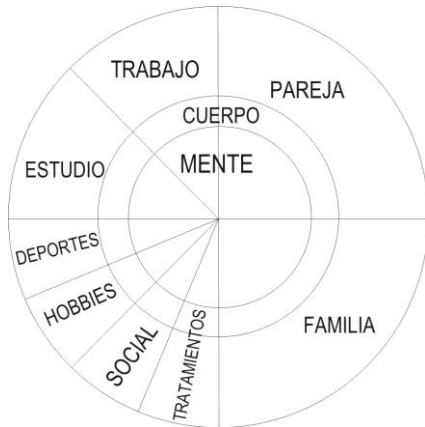 TRABAJO
PAREJA
CUERPO
MENTE
ESTUDIO
DEPORTES
HOBBIES
SOCIAL
TRATAMIENTOS
FAMILIA